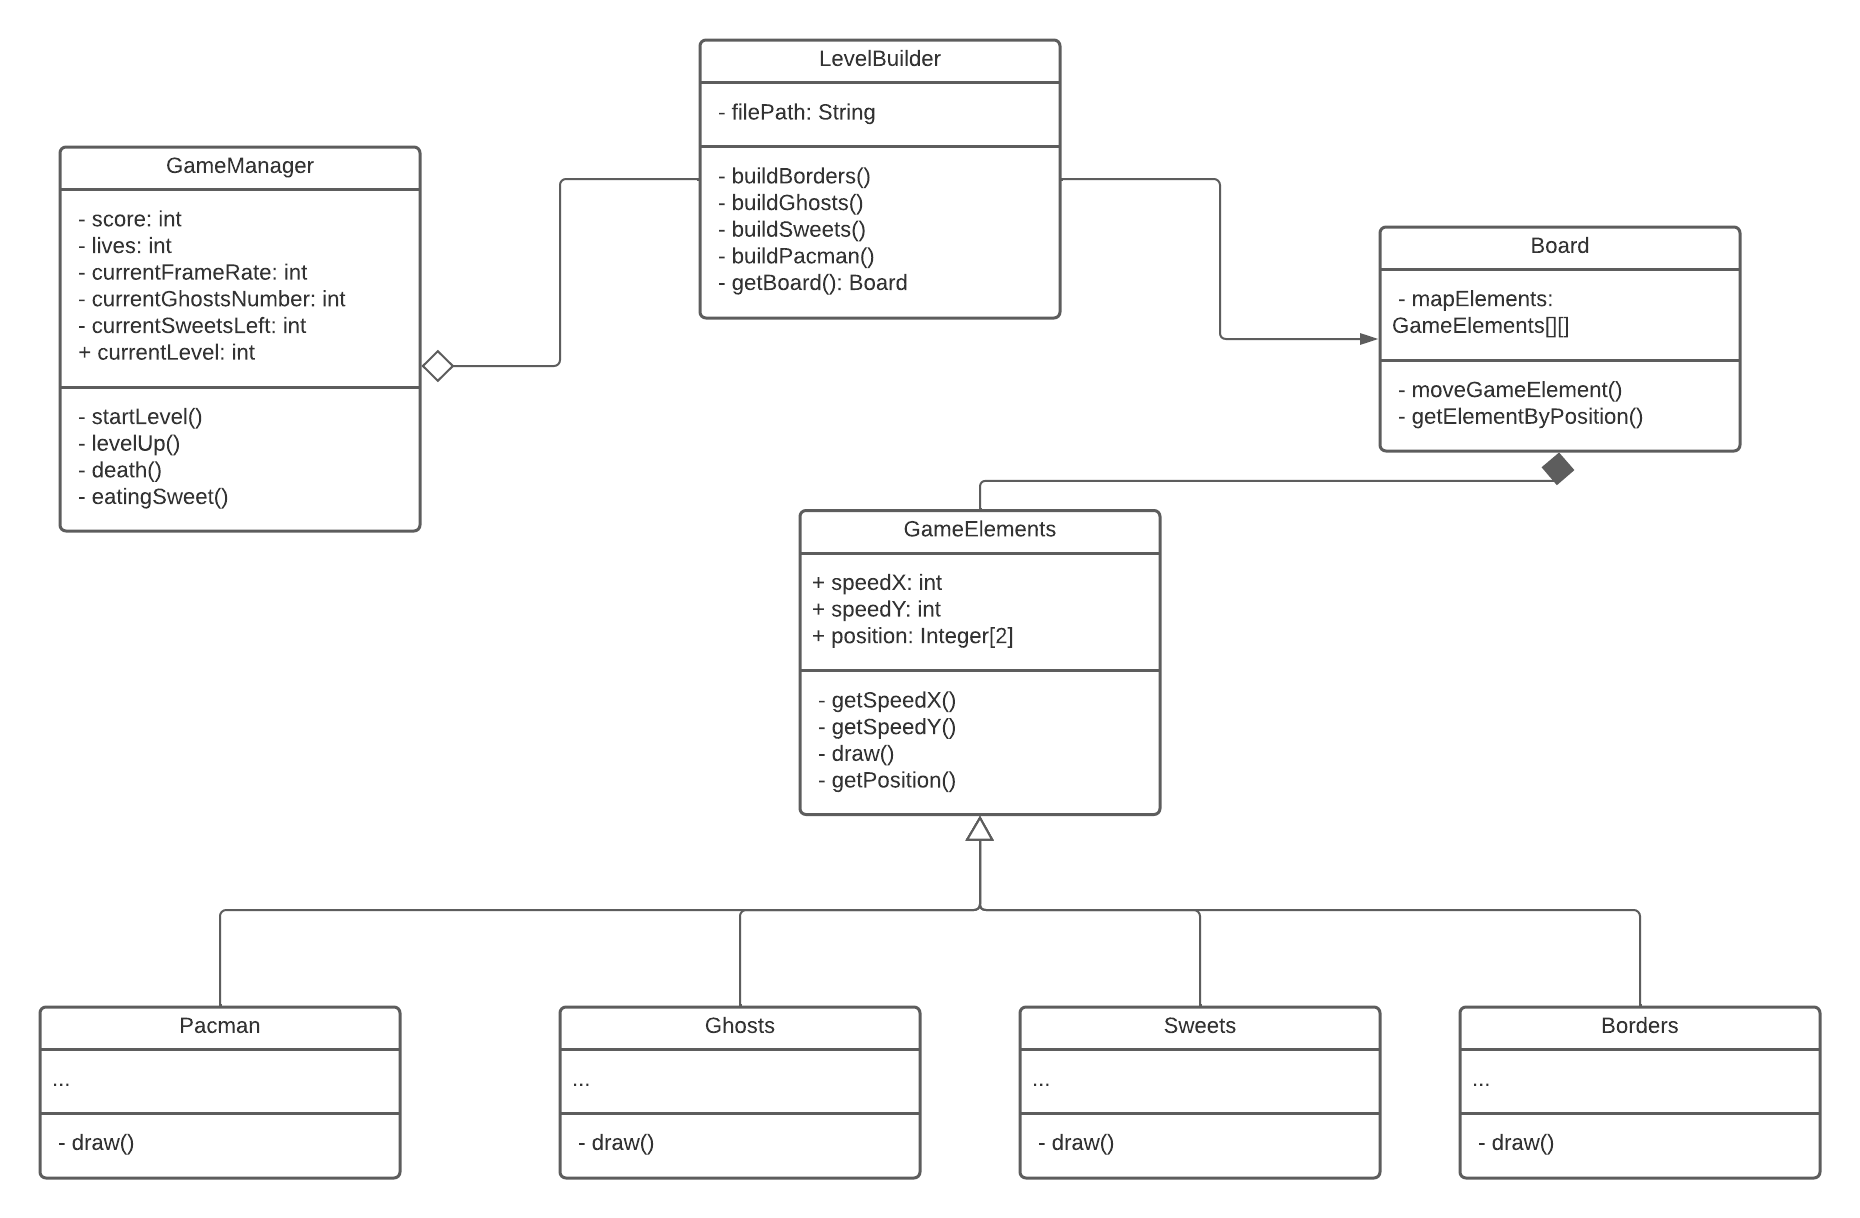 LevelBuilder
- filePath: String
- buildBorders()
- buildGhosts()
- buildSweets()
- buildPacman()
- getBoard(): Board
GameManager
- score: int
- lives: int
- currentFrameRate: int
- currentGhostsNumber: int
- currentSweetsLeft: int
+ currentLevel: int
- startLevel()
- levelUp()
- death()
- eatingSweet()
Board
- mapElements:
GameElements[][]
- moveGameElement()
- getElementByPosition()
GameElements
+ speedX: int
+ speedY: int
+ position: Integer[2]
- getSpeedX()
- getSpeedY()
- draw()
- getPosition()
Pacman
...
- draw()
Ghosts
...
- draw()
Sweets
...
- draw()
Borders
...
- draw()